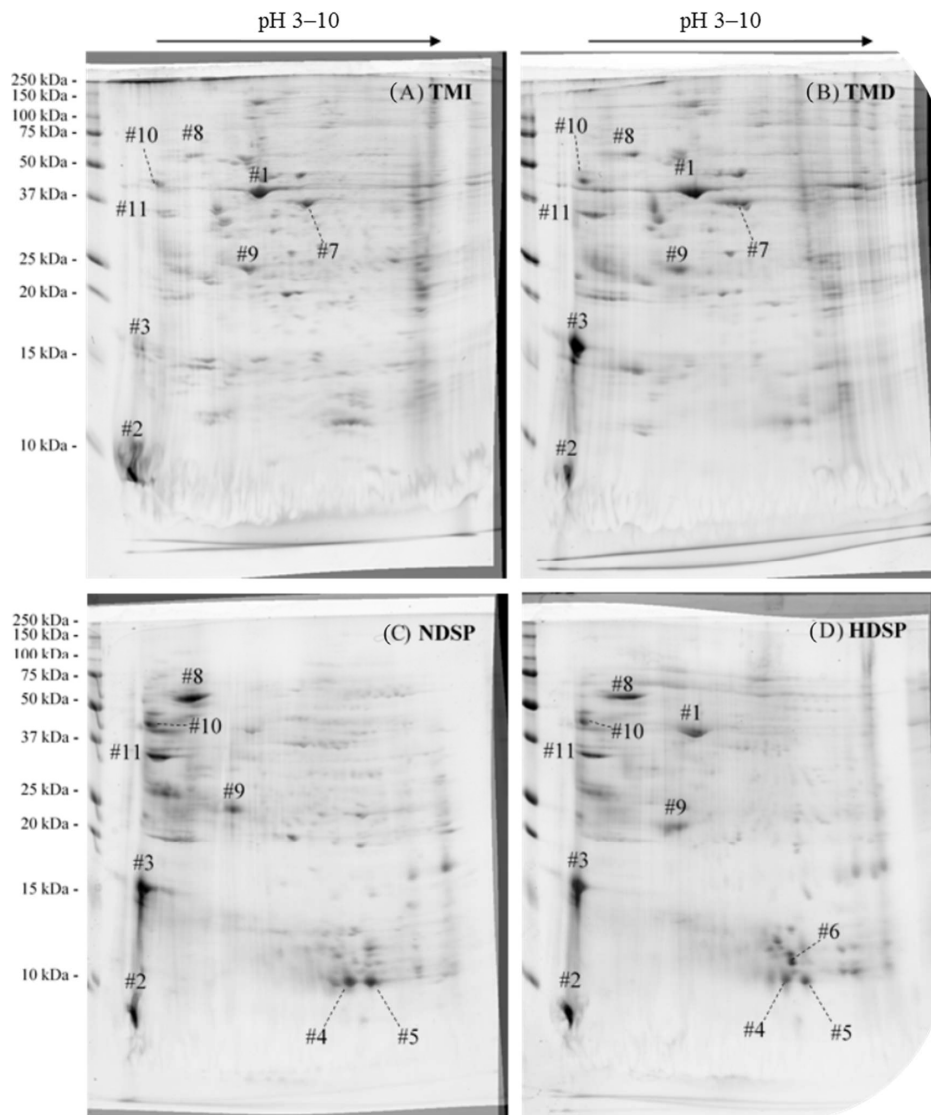 pH 3–10
pH 3–10
(A) TMI
250 kDa -
150 kDa -
100 kDa -
75 kDa -
50 kDa -
37 kDa -
25 kDa -
20 kDa -
15 kDa -
10 kDa -
#10
#8
#1
#11
#7
#9
#3
#2
(B) TMD
#10
#8
#1
#11
#7
#9
#3
#2
(C) NDSP
250 kDa -
150 kDa -
100 kDa -
75 kDa -
50 kDa -
37 kDa -
25 kDa -
20 kDa -
15 kDa -
10 kDa -
#8
#10
#11
#9
#3
#2
#4
#5
(D) HDSP
#8
#1
#10
#11
#9
#3
#6
#2
#4
#5